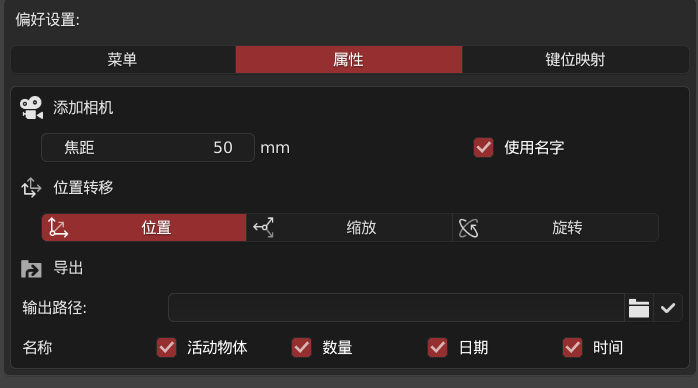 偏好设置:
菜单 属性 键位映射
添加相机
焦距 50 mm 使用名字
位置转移
位置 缩放 旋转
导出
输出路径:
名称 活动物体 数量 日期 时间